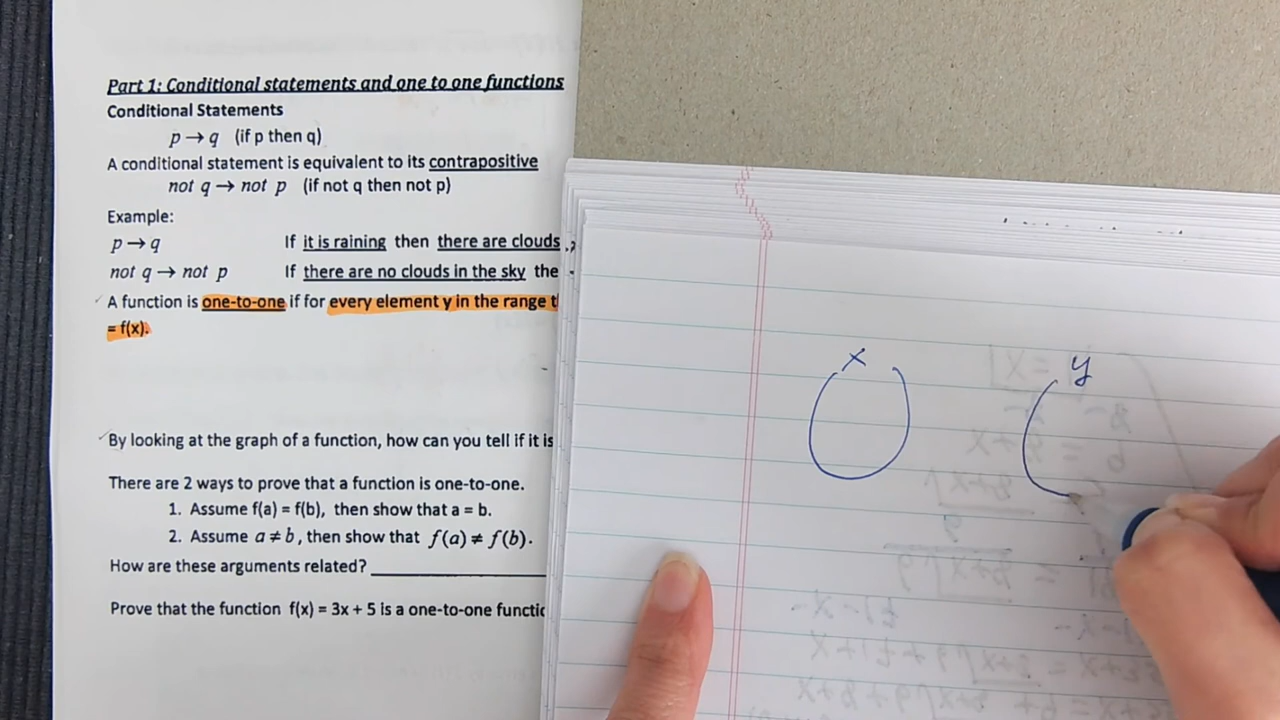 Part 1: Conditional statements and one to one functions
Conditional Statements
p → q (if p then q)
A conditional statement is equivalent to its contrapositive
not q → not p (if not q then not p)
Example:
p → q If it is raining then there are clouds
not q → not p If there are no clouds in the sky the
A function is one-to-one if for every element y in the range t
= f(x).
By looking at the graph of a function, how can you tell if it is
There are 2 ways to prove that a function is one-to-one.
1. Assume f(a) = f(b), then show that a = b.
2. Assume a ≠ b, then show that f(a) ≠ f(b).
How are these arguments related?
Prove that the function f(x) = 3x + 5 is a one-to-one functio
x y